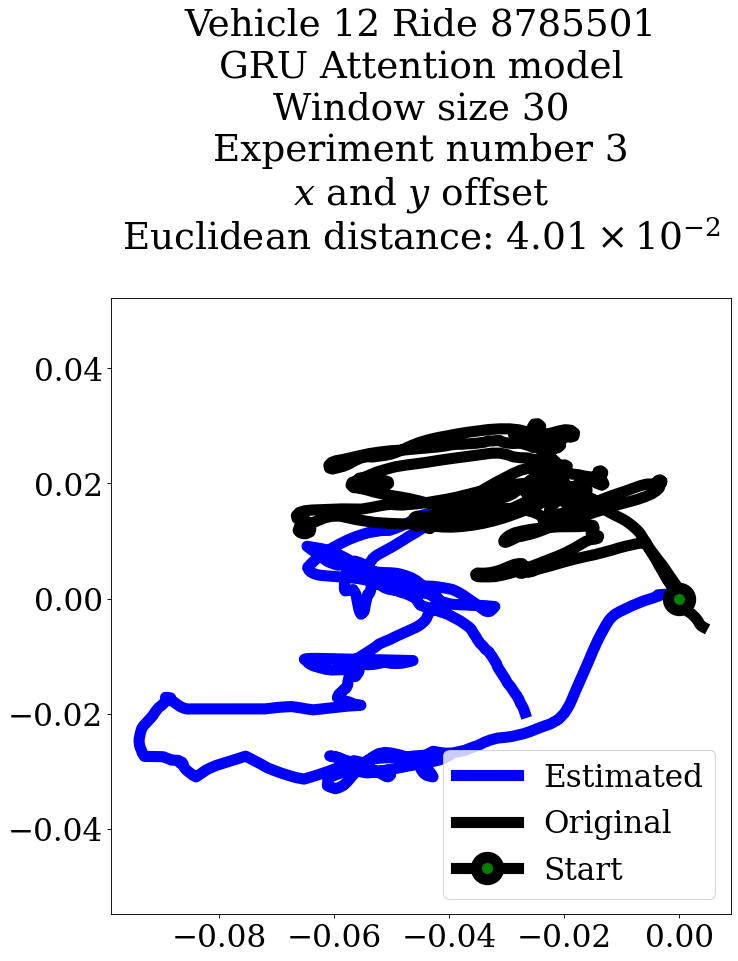 Vehicle 12 Ride 8785501
GRU Attention model
Window size 30
Experiment number 3
x and y offset
Euclidean distance: 4.01 × 10⁻²
0.04
0.02
0.00
−0.02
−0.04
Estimated
Original
Start
−0.08 −0.06 −0.04 −0.02 0.00